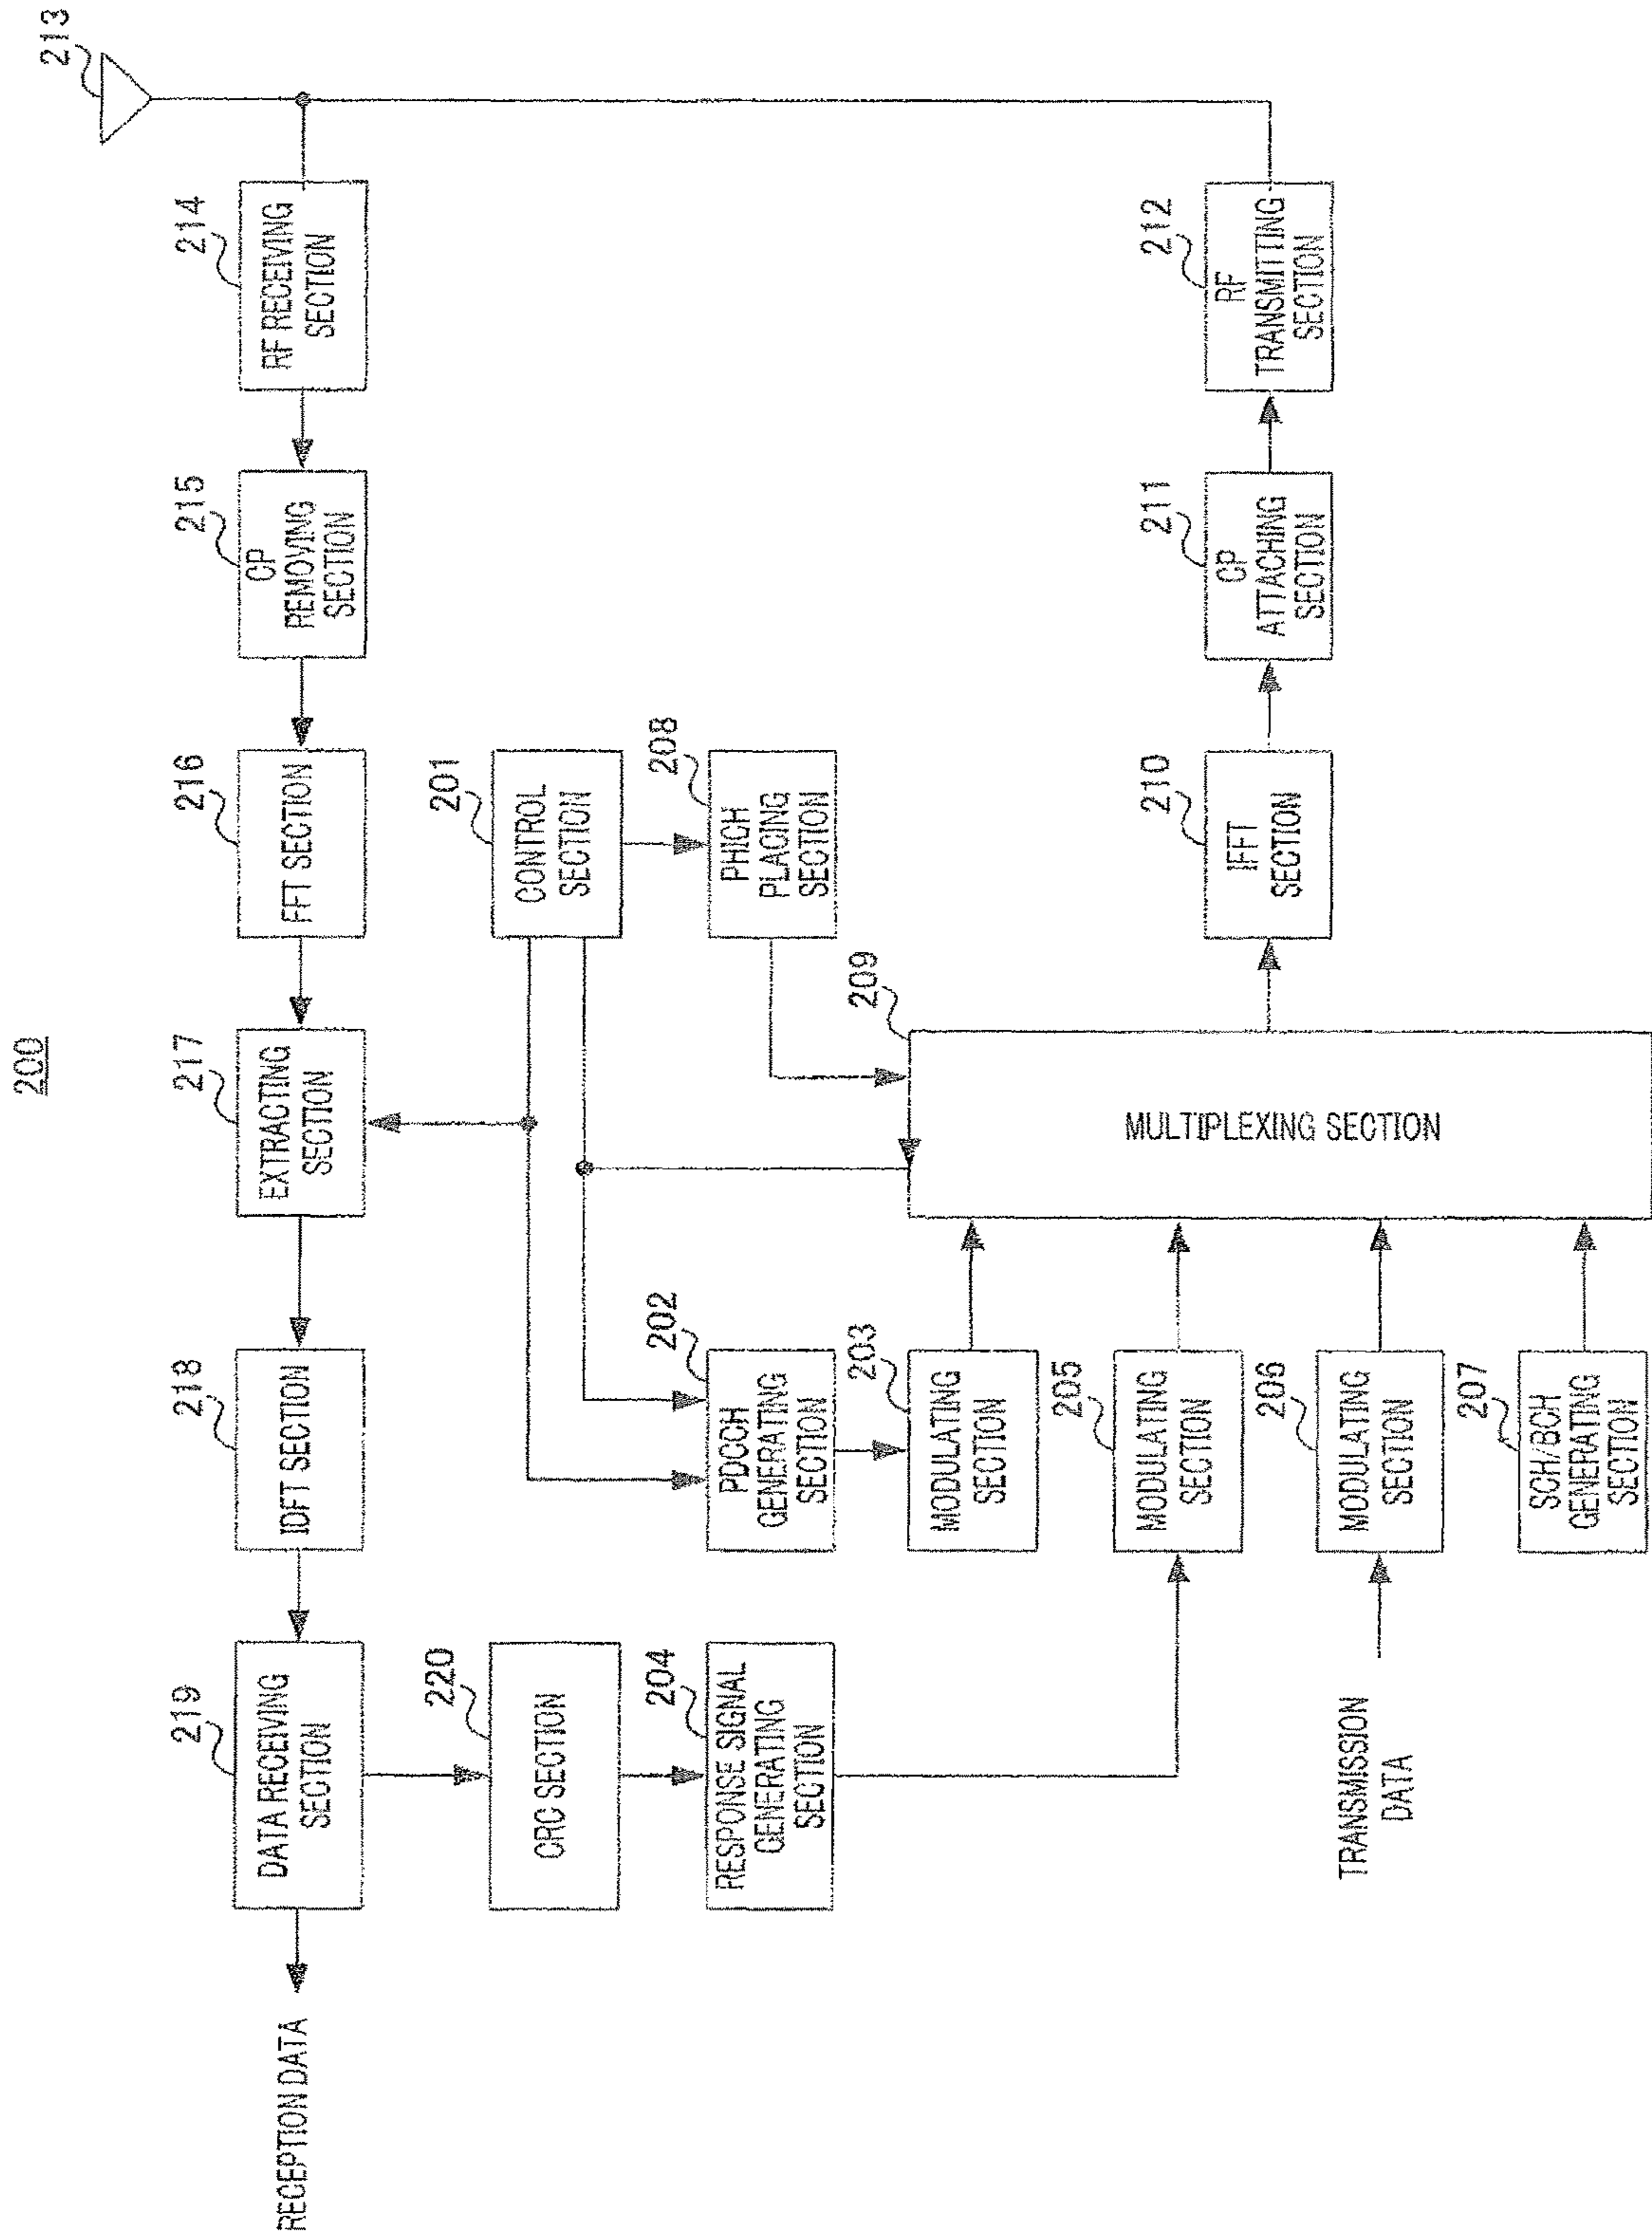 200
213
214
RF RECEIVING
SECTION
215
CP
REMOVING
SECTION
216
FFT SECTION
217
EXTRACTING
SECTION
218
IDFT SECTION
219
DATA RECEIVING
SECTION
RECEPTION DATA
201
CONTROL
SECTION
220
CRC SECTION
208
PHICH
PLACING
SECTION
202
PDCCH
GENERATING
SECTION
204
RESPONSE SIGNAL
GENERATING
SECTION
209
MULTIPLEXING SECTION
203
MODULATING
SECTION
205
MODULATING
SECTION
206
MODULATING
SECTION
TRANSMISSION
DATA
207
SCH/BCH
GENERATING
SECTION
210
IFFT
SECTION
211
CP
ATTACHING
SECTION
212
RF
TRANSMITTING
SECTION